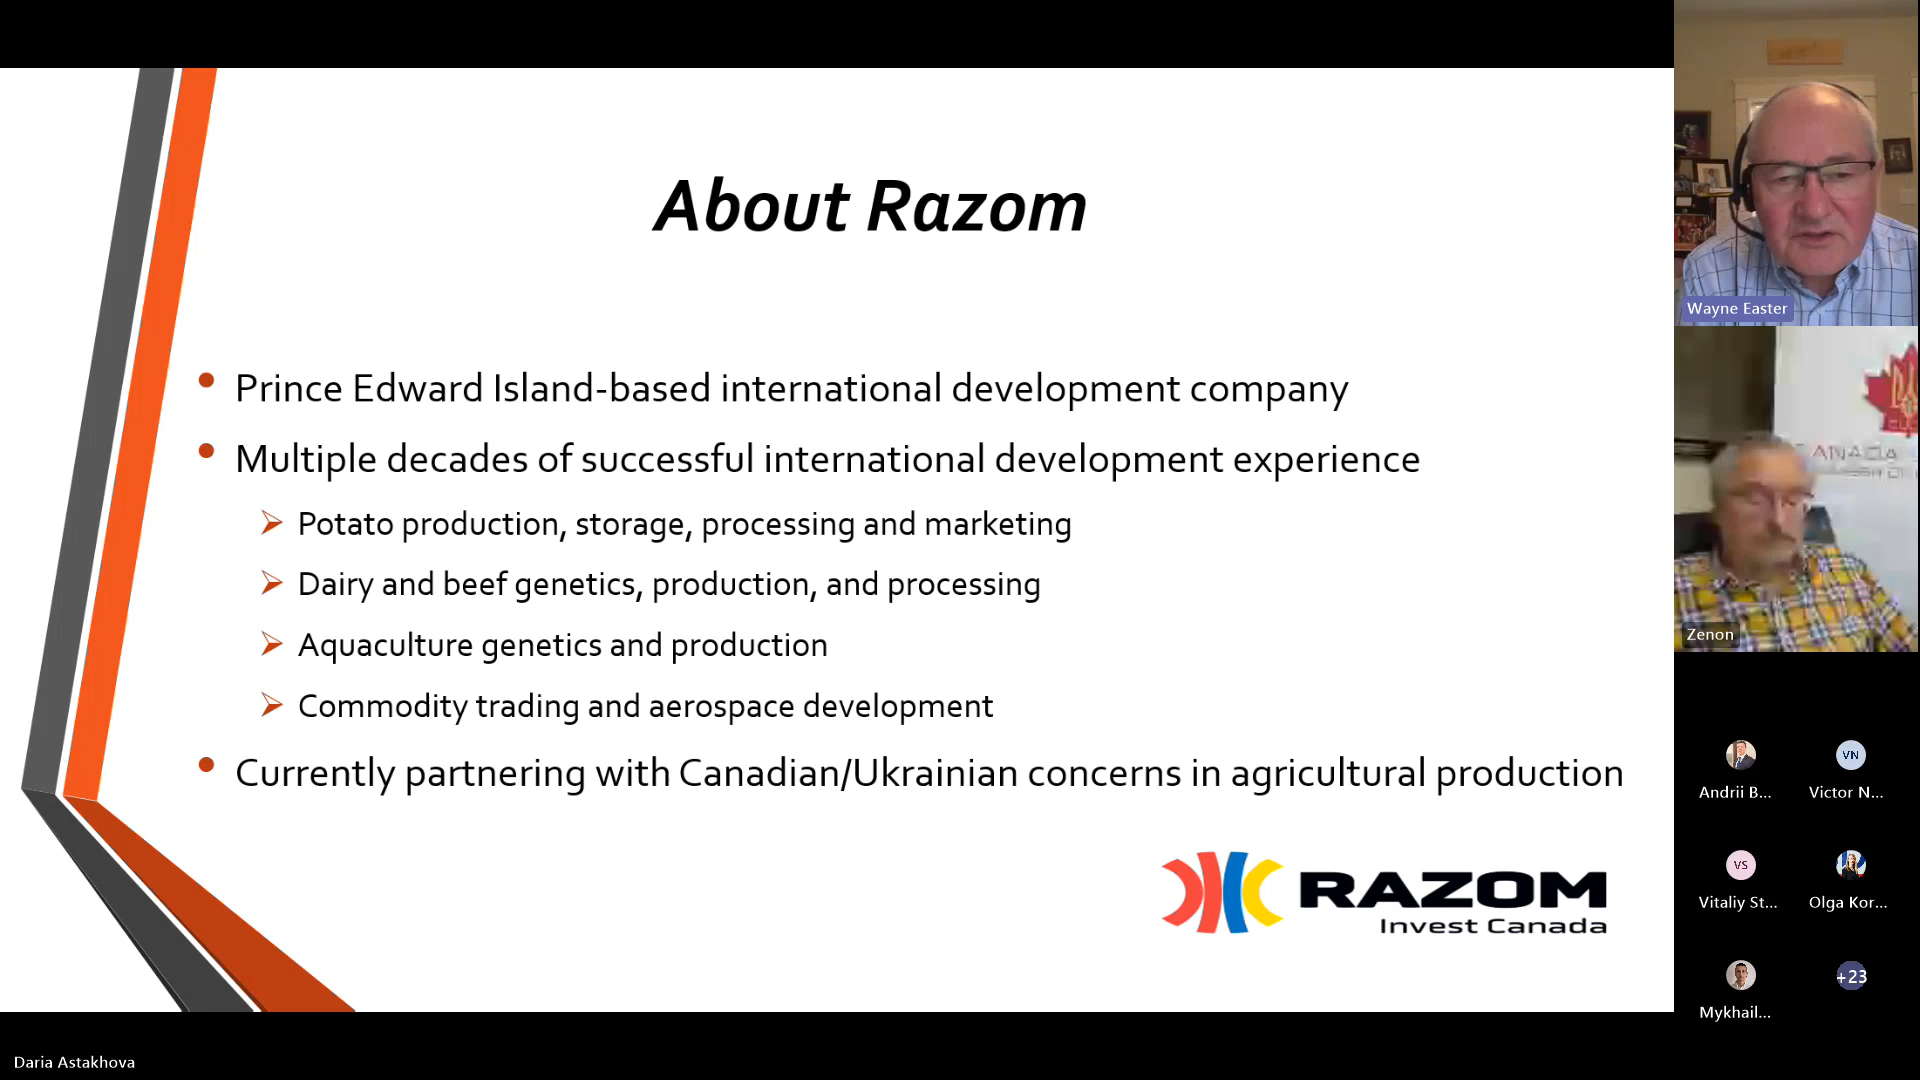 About Razom
Prince Edward Island-based international development company
Multiple decades of successful international development experience
Potato production, storage, processing and marketing
Dairy and beef genetics, production, and processing
Aquaculture genetics and production
Commodity trading and aerospace development
Currently partnering with Canadian/Ukrainian concerns in agricultural production
RAZOM
Invest Canada
Wayne Easter
Zenon
Andrii B...
VN
Victor N...
VS
Vitaliy St...
Olga Kor...
Mykhail...
+23
Daria Astakhova